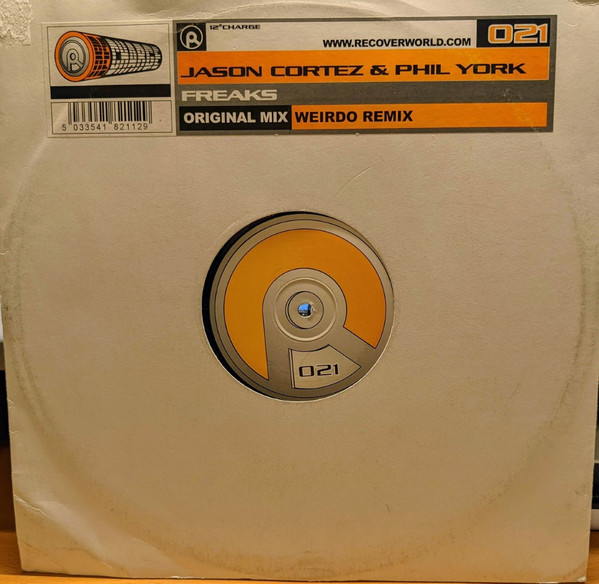 12"CHARGE
WWW.RECOVERWORLD.COM
021
JASON CORTEZ & PHIL YORK
FREAKS
ORIGINAL MIX WEIRDO REMIX
5 033541 821129
021